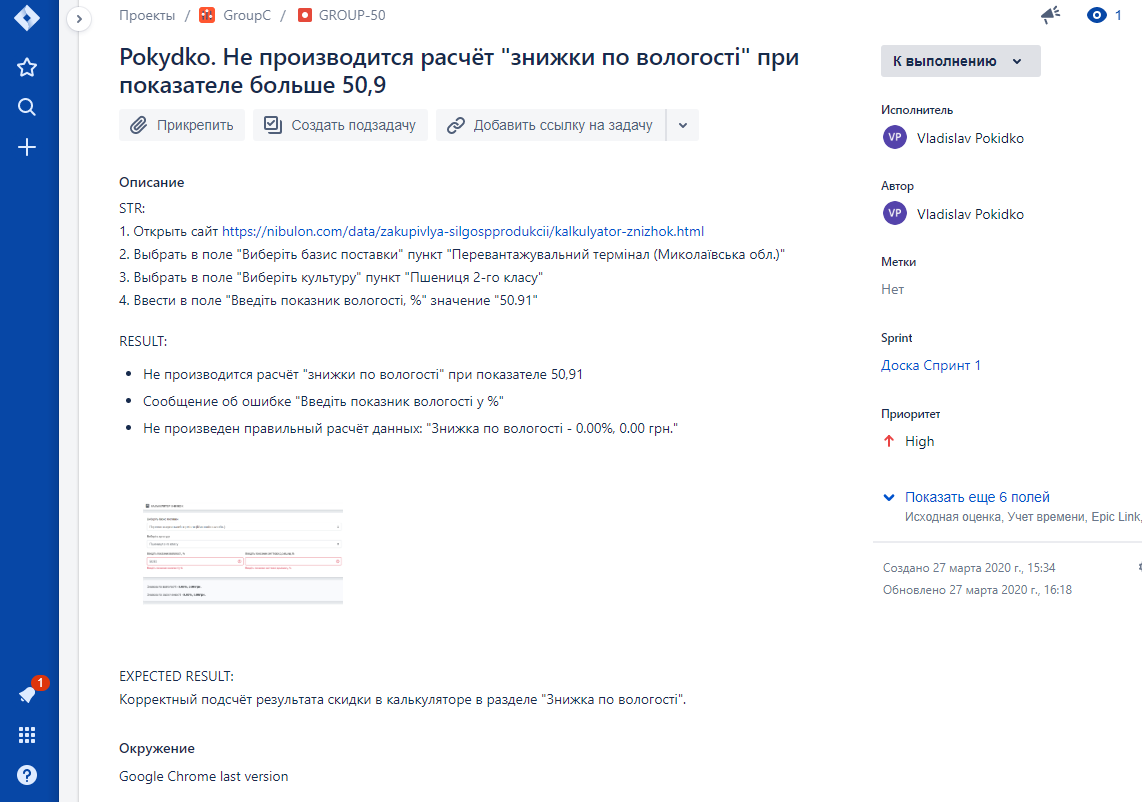 Проекты / GroupC / GROUP-50
1
Pokydko. Не производится расчёт "знижки по вологості" при
показателе больше 50,9
Прикрепить
Создать подзадачу
Добавить ссылку на задачу
Описание
STR:
1. Открыть сайт https://nibulon.com/data/zakupivlya-silgospprodukcii/kalkulyator-znizhok.html
2. Выбрать в поле "Виберіть базис поставки" пункт "Перевантажувальний термінал (Миколаївська обл.)"
3. Выбрать в поле "Виберіть культуру" пункт "Пшениця 2-го класу"
4. Ввести в поле "Введіть показник вологості, %" значение "50.91"
RESULT:
• Не производится расчёт "знижки по вологості" при показателе 50,91
• Сообщение об ошибке "Введіть показник вологості у %"
• Не произведен правильный расчёт данных: "Знижка по вологості - 0.00%, 0.00 грн."
EXPECTED RESULT:
Корректный подсчёт результата скидки в калькуляторе в разделе "Знижка по вологості".
Окружение
Google Chrome last version
К выполнению
Исполнитель
VP Vladislav Pokidko
Автор
VP Vladislav Pokidko
Метки
Нет
Sprint
Доска Спринт 1
Приоритет
High
Показать еще 6 полей
Исходная оценка, Учет времени, Epic Link,
Создано 27 марта 2020 г., 15:34
Обновлено 27 марта 2020 г., 16:18
1